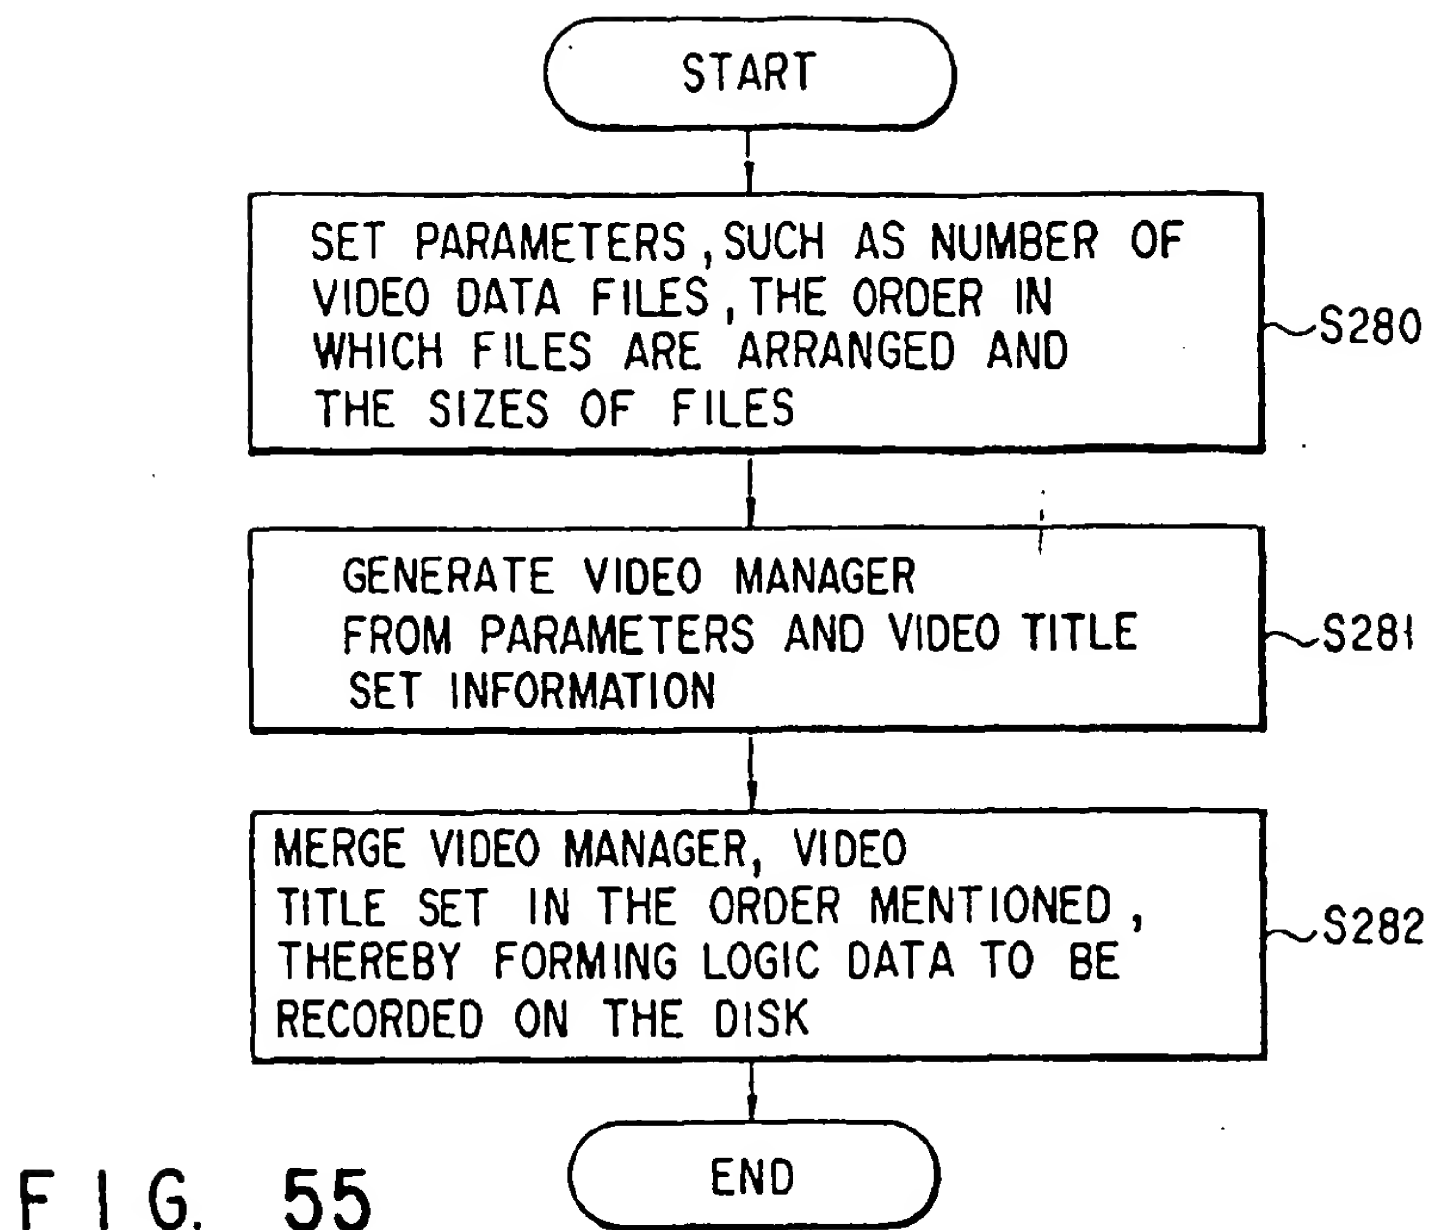 START
SET PARAMETERS, SUCH AS NUMBER OF
VIDEO DATA FILES, THE ORDER IN
WHICH FILES ARE ARRANGED AND
THE SIZES OF FILES
S280
GENERATE VIDEO MANAGER
FROM PARAMETERS AND VIDEO TITLE
SET INFORMATION
S281
MERGE VIDEO MANAGER, VIDEO
TITLE SET IN THE ORDER MENTIONED,
THEREBY FORMING LOGIC DATA TO BE
RECORDED ON THE DISK
S282
END
FIG. 55